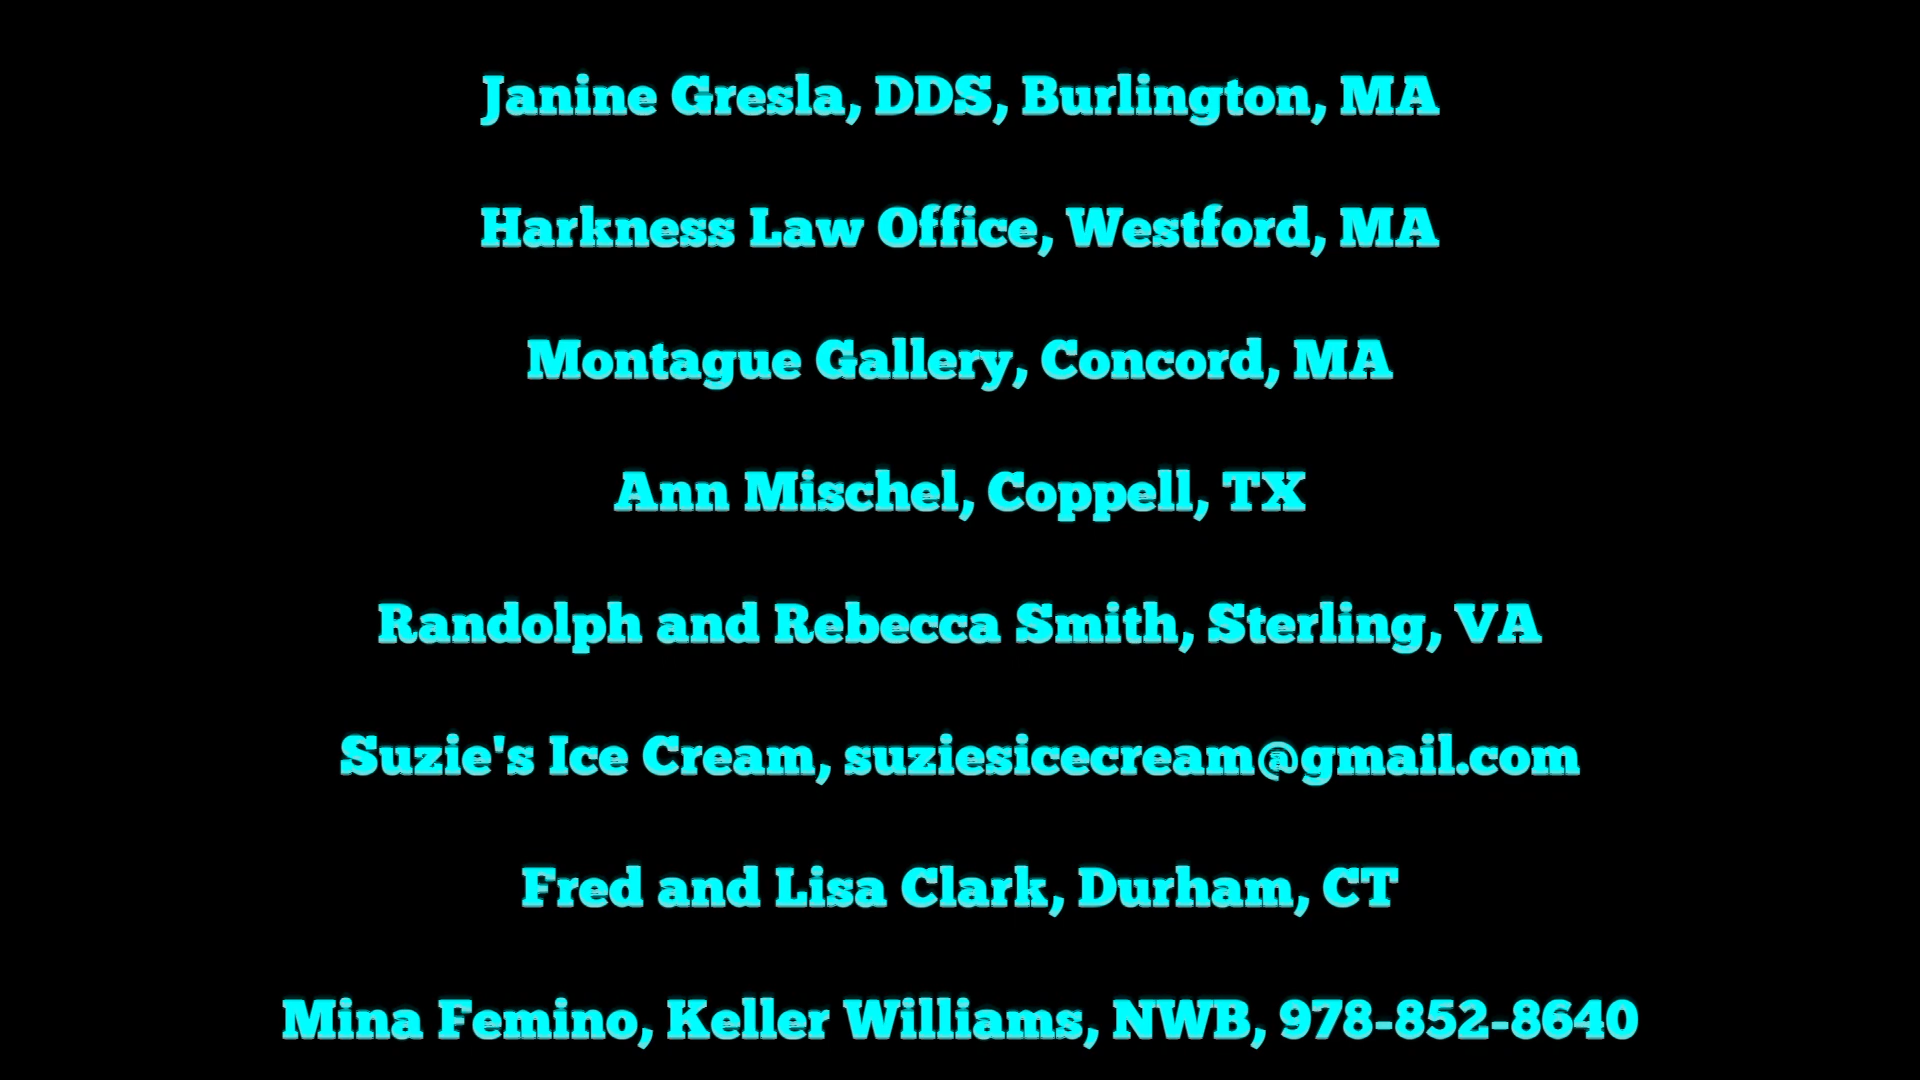 Janine Gresla, DDS, Burlington, MA
Harkness Law Office, Westford, MA
Montague Gallery, Concord, MA
Ann Mischel, Coppell, TX
Randolph and Rebecca Smith, Sterling, VA
Suzie's Ice Cream, suziesicecream@gmail.com
Fred and Lisa Clark, Durham, CT
Mina Femino, Keller Williams, NWB, 978-852-8640